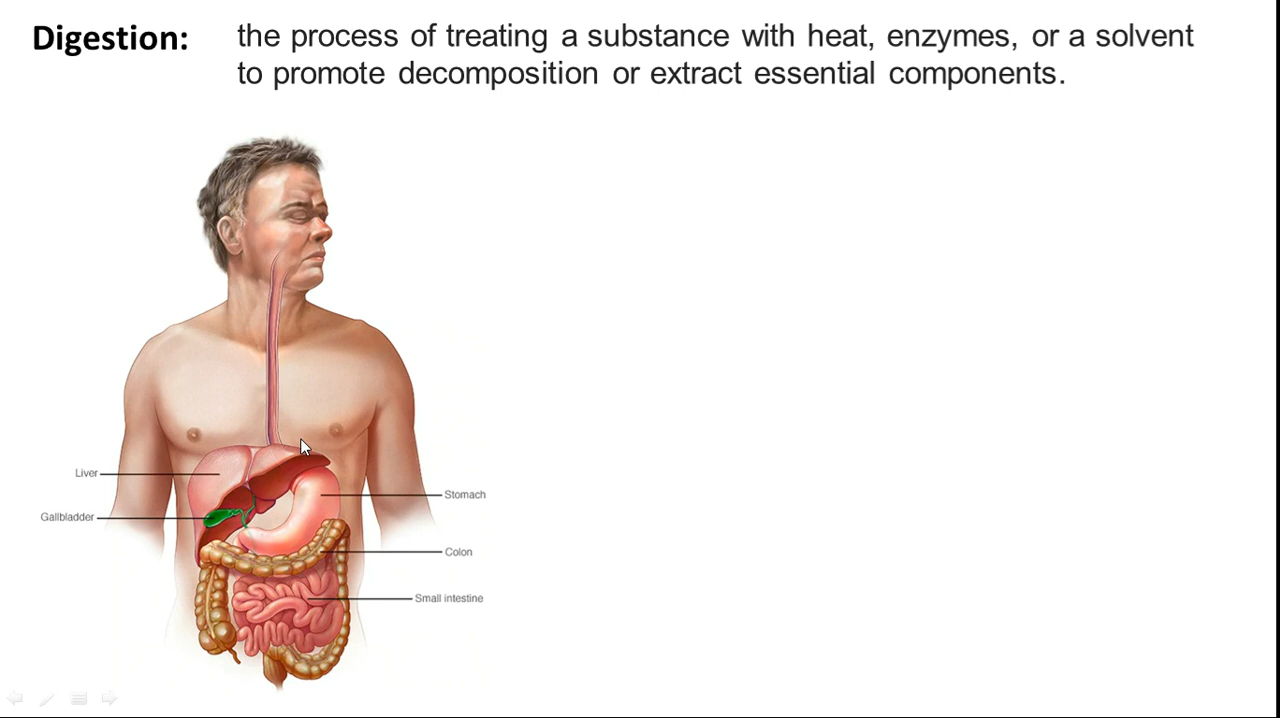 Digestion: the process of treating a substance with heat, enzymes, or a solvent
to promote decomposition or extract essential components.
Liver
Stomach
Gallbladder
Colon
Small intestine